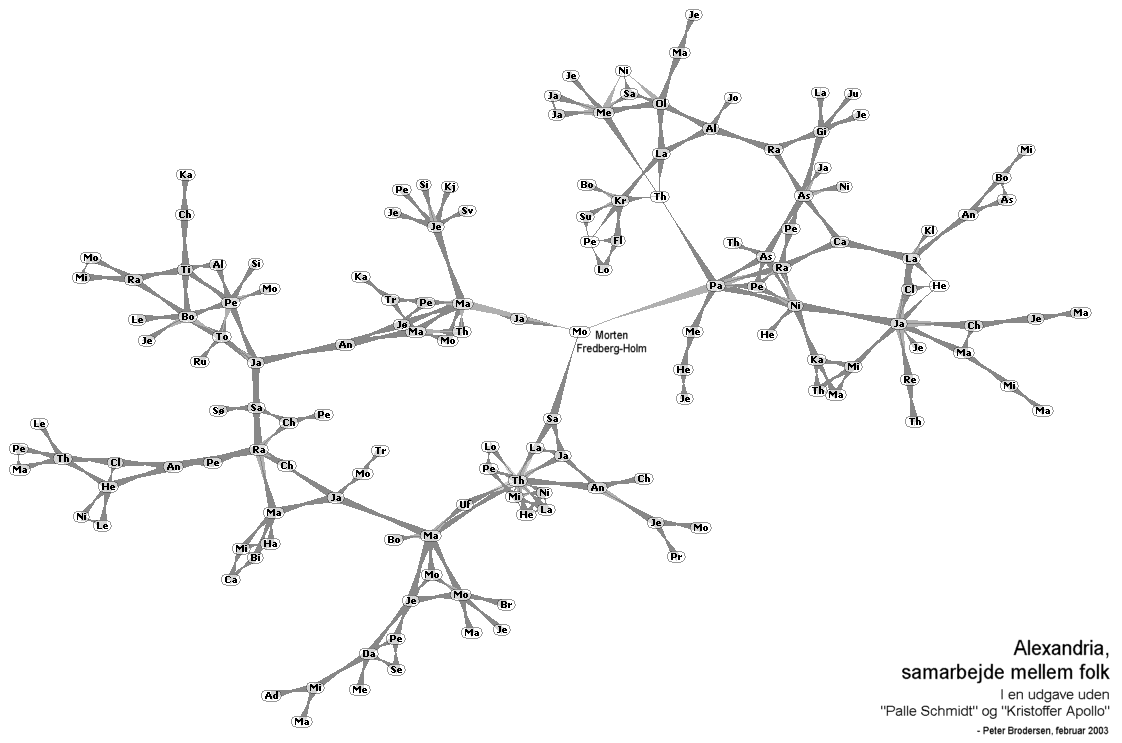 Je
Ma
Ni
Je
Sa
Ja
Ol
Jo
La
Ju
Ja
Me
Je
Al
Gi
La
Ra
Mi
Ja
Ka
Bo
Pe
Si
Kj
Bo
Kr
Th
As
Ni
As
Ch
Je
Sv
Su
An
Je
Pe
Kl
Pe
Fl
Th
Ca
Mo
Ti
Al
Si
Lo
As
Ra
La
Mi
Ra
Ka
Pa
Pe
Cl
He
Pe
Mo
Tr
Pe
Ma
Ni
Le
Bo
Ja
Mo
Morten
Fredberg-Holm
Jø
Ma
Th
Me
He
Ja
Ch
Je
Ma
Je
To
An
Mo
Je
Ma
Ru
Ja
He
Je
Ka
Mi
Re
Mi
Th
Ma
Ma
Th
Sø
Sa
Ch
Pe
Sa
Le
Pe
Th
Ma
Cl
An
Pe
Ra
Ch
Tr
Mo
Lo
La
Ja
He
Pe
Th
An
Ch
Ni
Le
Ma
Ja
Uf
Mi
Ni
He
La
Je
Mo
Mi
Ha
Bi
Ca
Bo
Ma
Pr
Mo
Je
Mo
Br
Ma
Je
Pe
Da
Se
Mi
Me
Ad
Ma
Alexandria,
samarbejde mellem folk
I en udgave uden
"Palle Schmidt" og "Kristoffer Apollo"
- Peter Brodersen, februar 2003